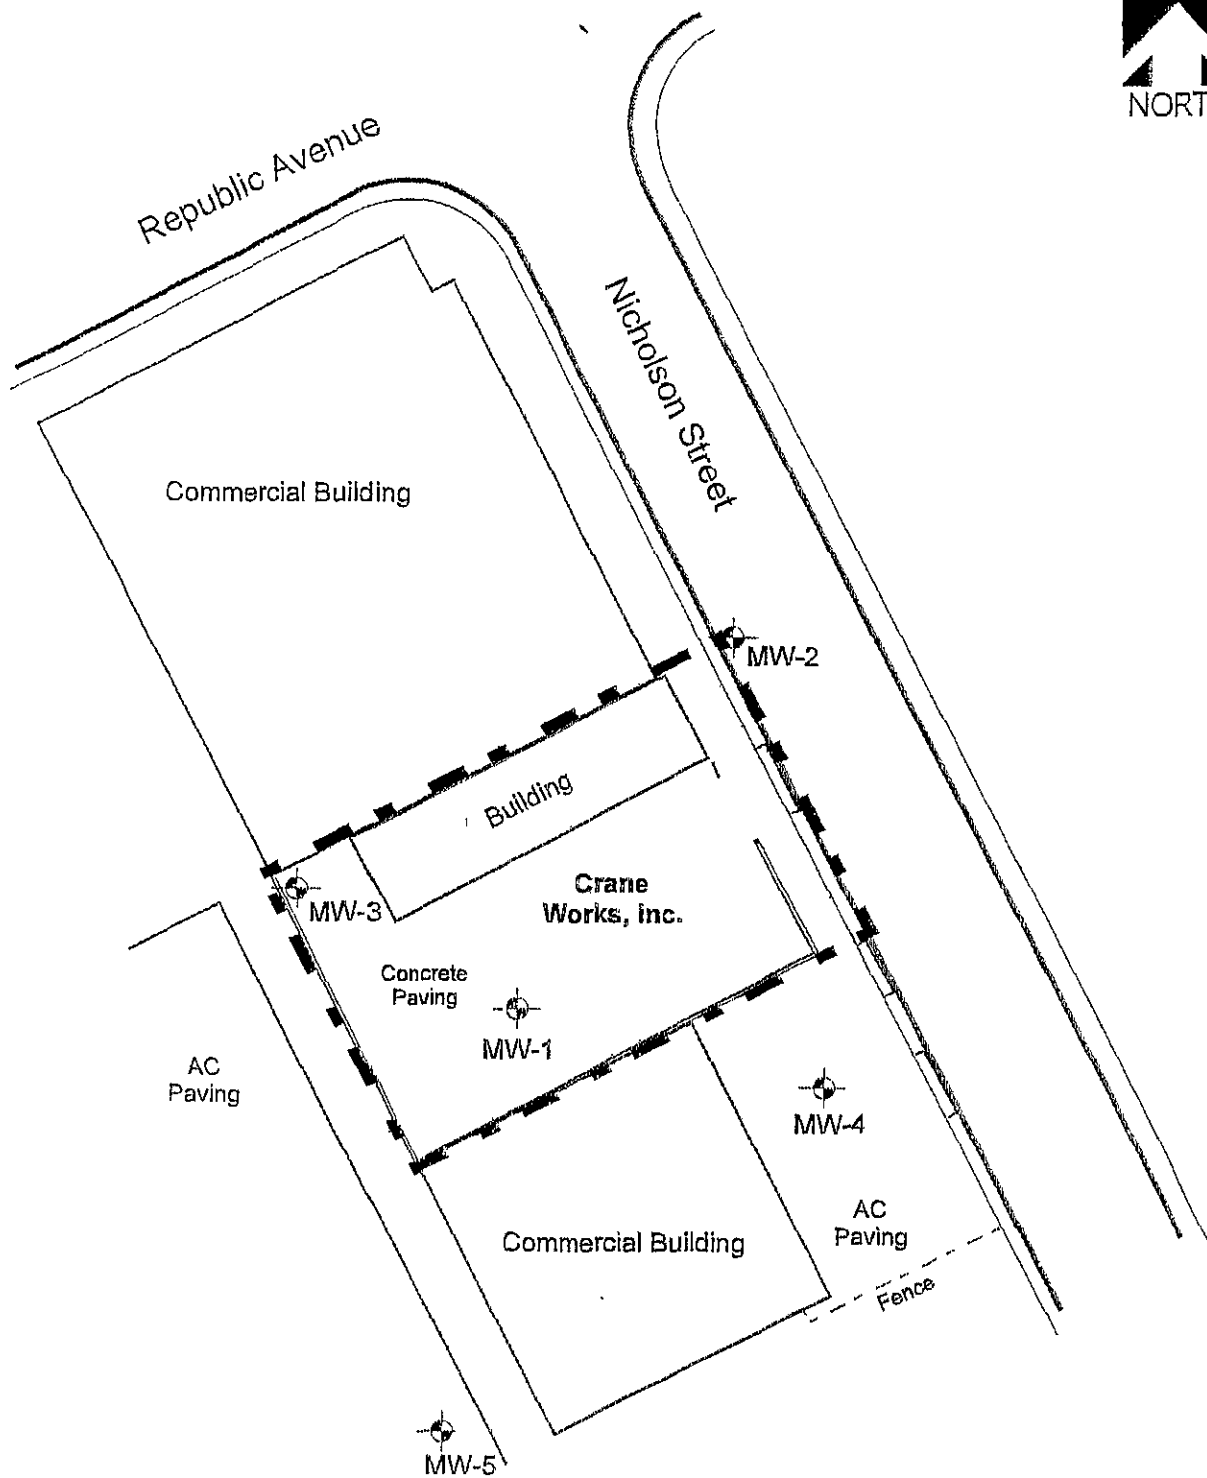 NORT
Republic Avenue
Nicholson Street
Commercial Building
MW-2
Building
Crane
Works, inc.
MW-3
Concrete
Paving
MW-1
AC
Paving
MW-4
AC
Paving
Commercial Building
Fence
MW-5